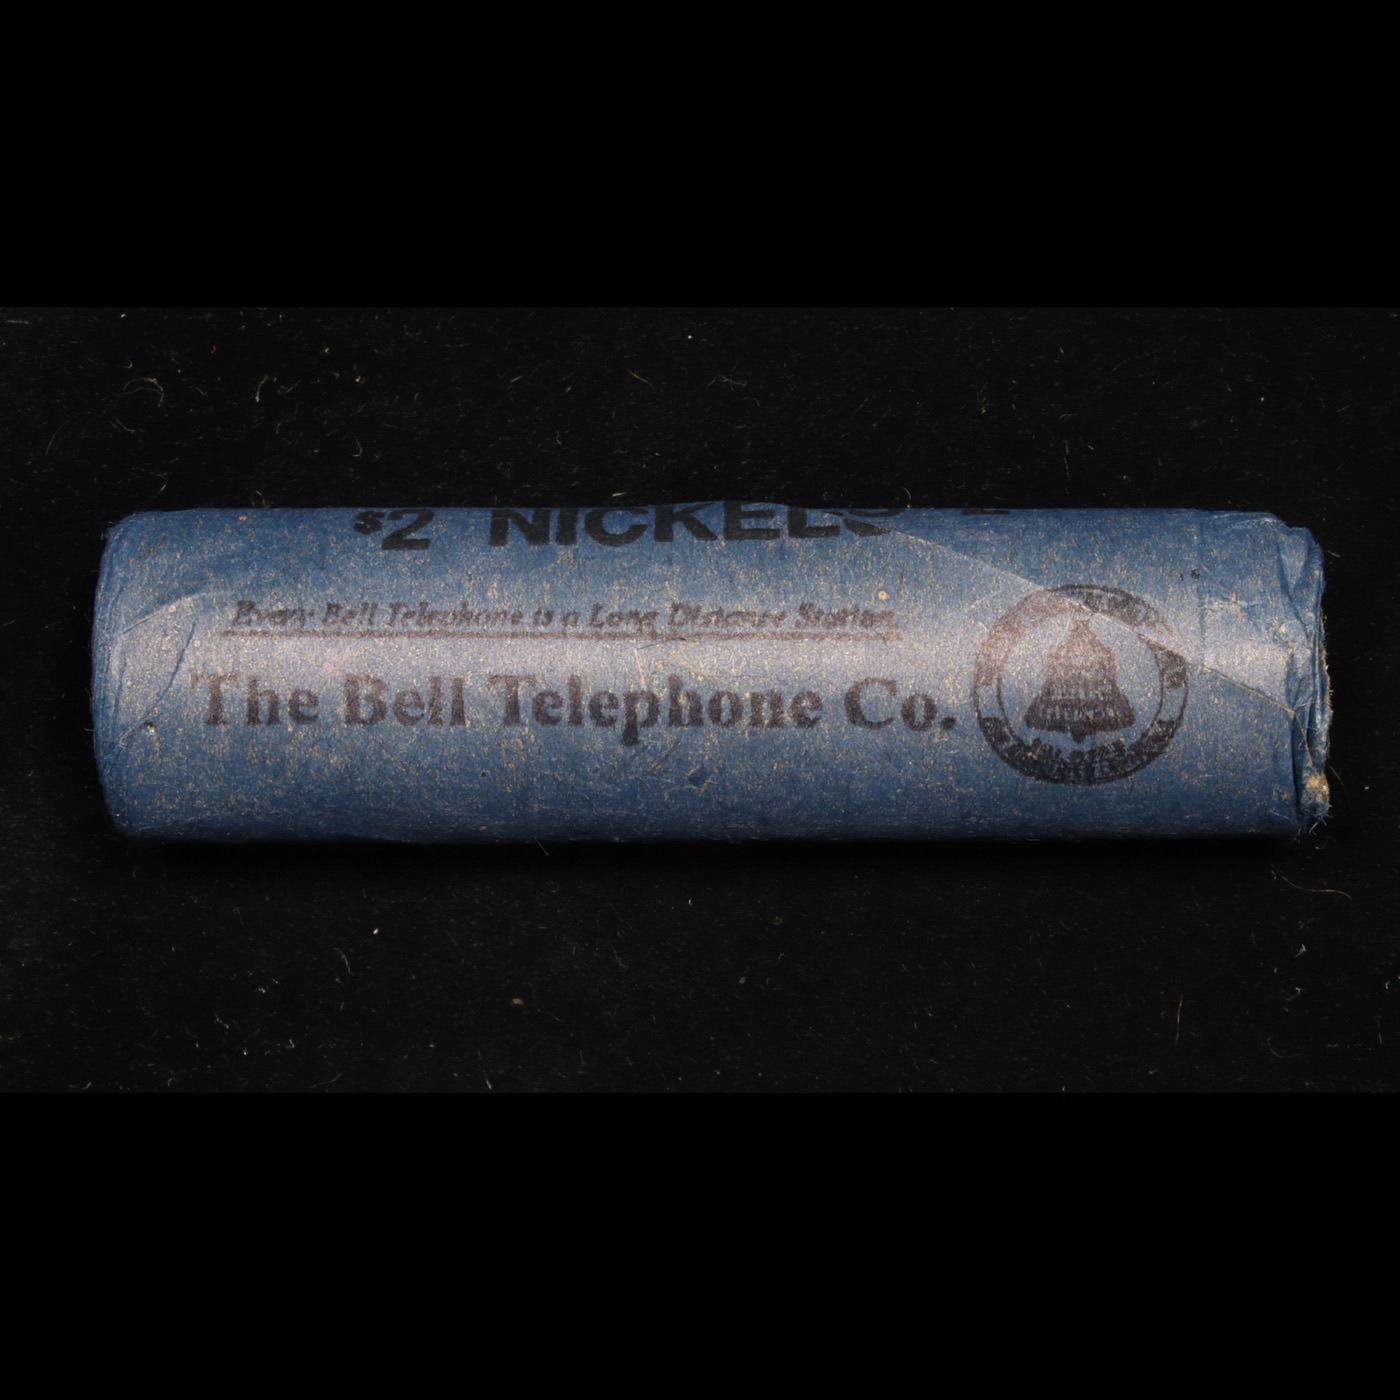 $2 NICKELS
Every Bell Telephone is a Long Distance Station
The Bell Telephone Co.